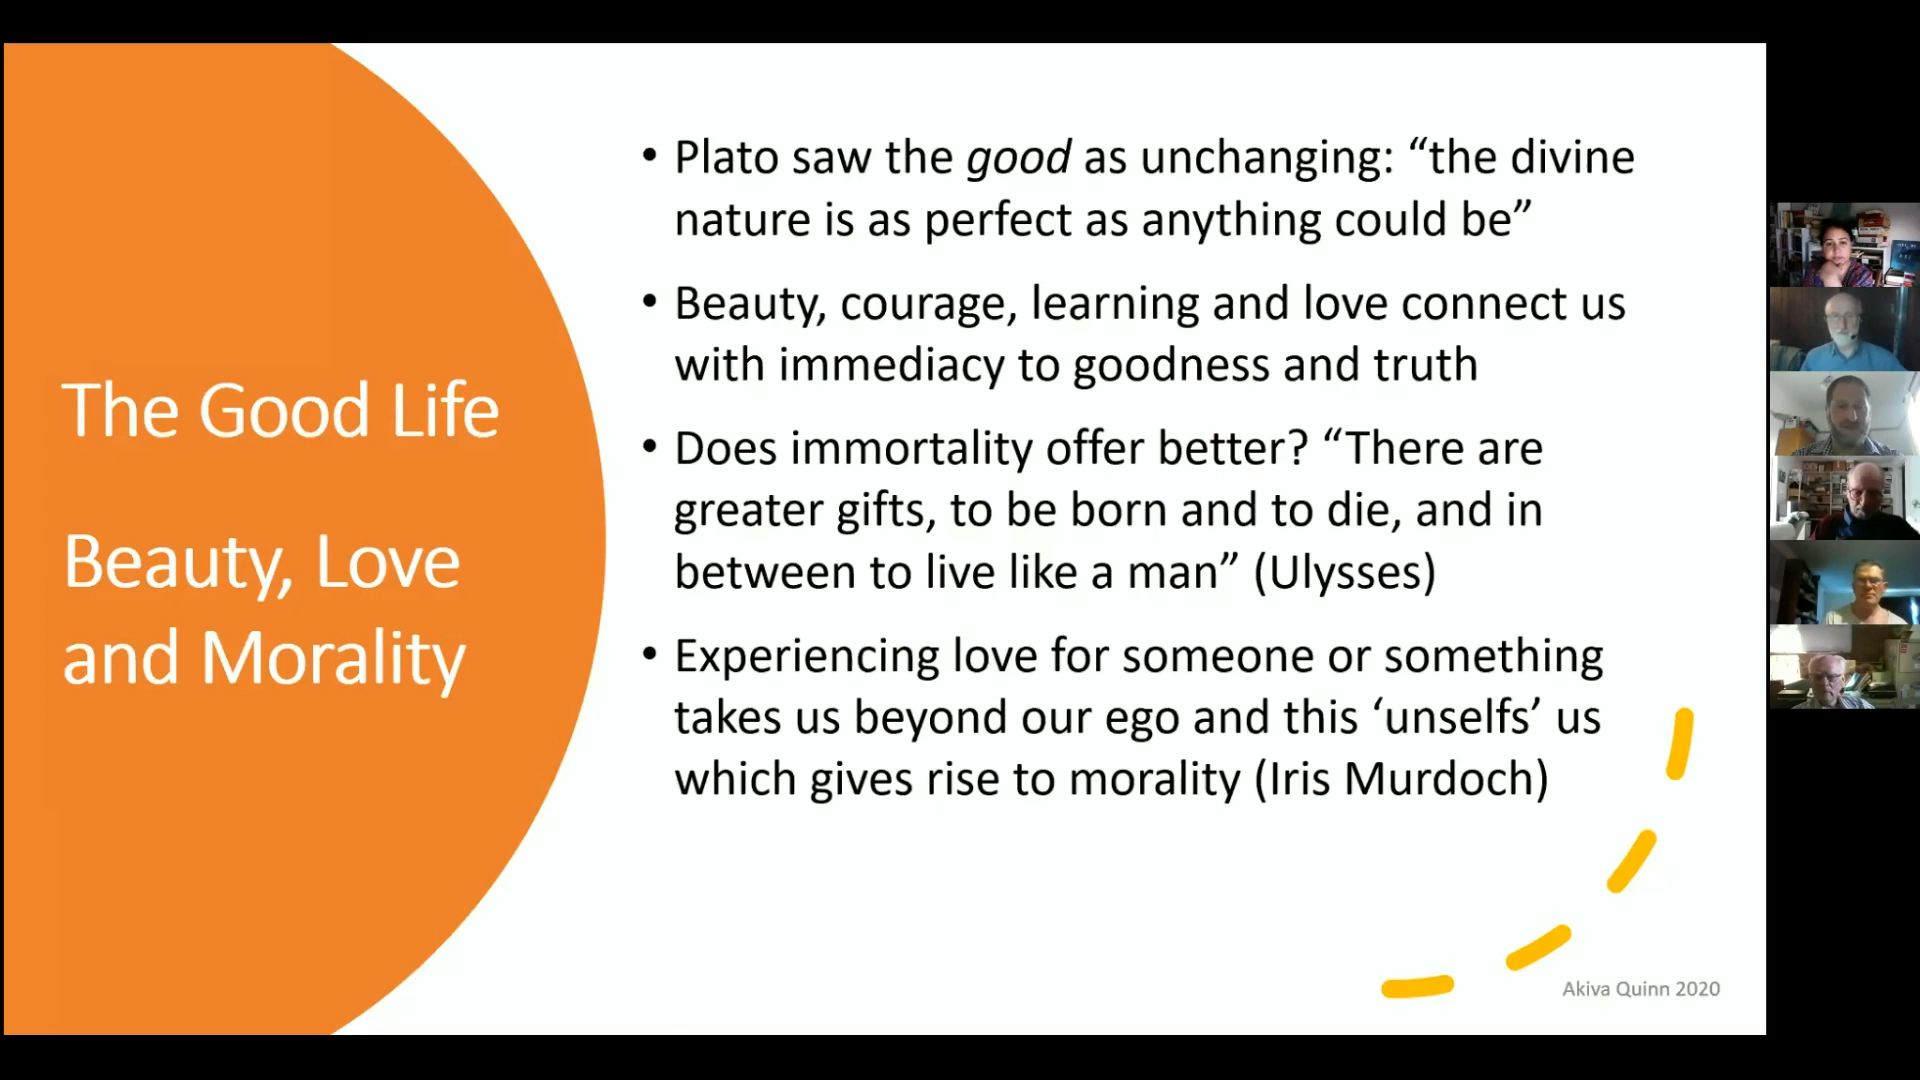 The Good Life
Beauty, Love
and Morality
• Plato saw the good as unchanging: “the divine
nature is as perfect as anything could be”
• Beauty, courage, learning and love connect us
with immediacy to goodness and truth
• Does immortality offer better? “There are
greater gifts, to be born and to die, and in
between to live like a man” (Ulysses)
• Experiencing love for someone or something
takes us beyond our ego and this ‘unselfs’ us
which gives rise to morality (Iris Murdoch)
Akiva Quinn 2020